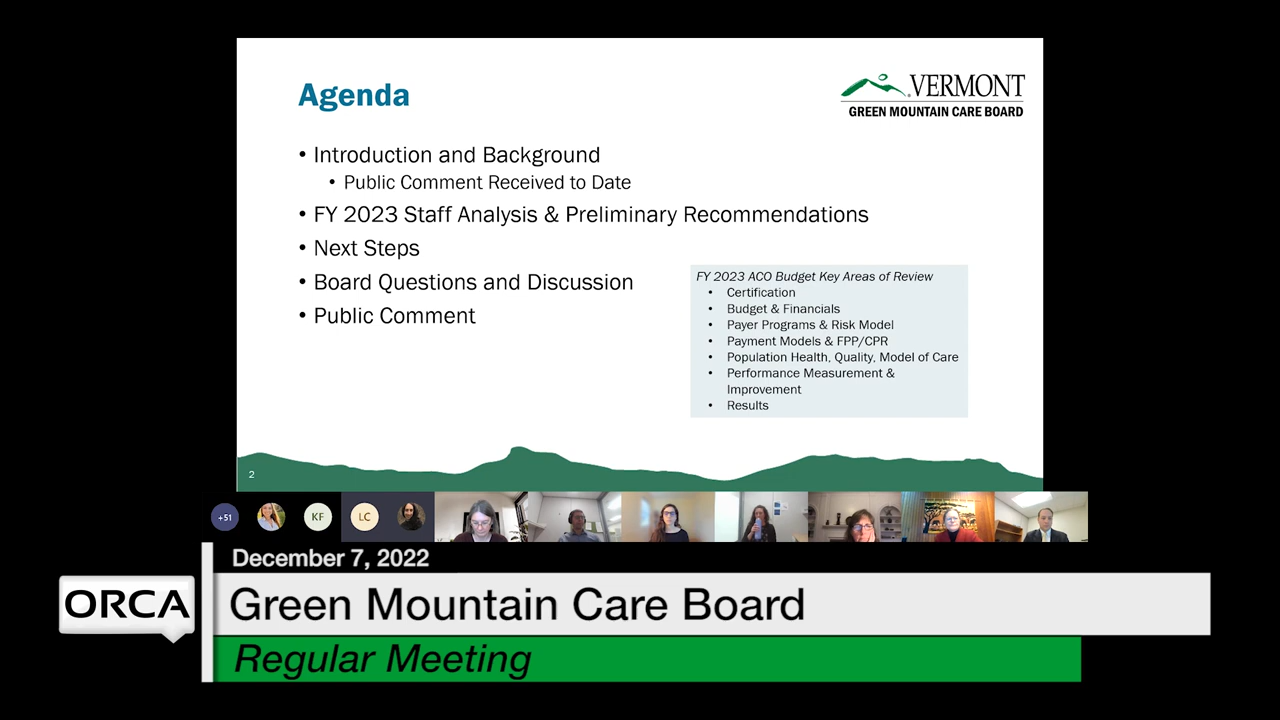 Agenda
VERMONT
GREEN MOUNTAIN CARE BOARD
• Introduction and Background
• Public Comment Received to Date
• FY 2023 Staff Analysis & Preliminary Recommendations
• Next Steps
• Board Questions and Discussion
• Public Comment
FY 2023 ACO Budget Key Areas of Review
• Certification
• Budget & Financials
• Payer Programs & Risk Model
• Payment Models & FPP/CPR
• Population Health, Quality, Model of Care
• Performance Measurement &
Improvement
• Results
2
+51
KF
LC
December 7, 2022
ORCA
Green Mountain Care Board
Regular Meeting